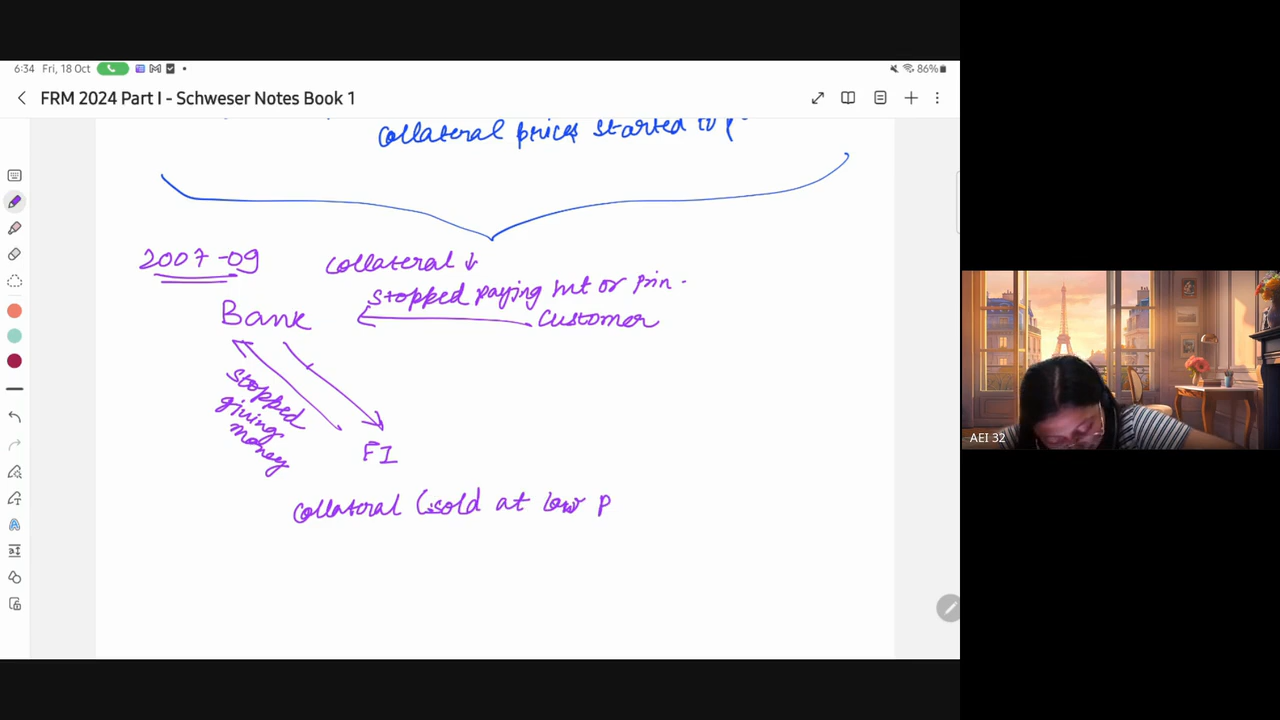 6:34 Fri, 18 Oct
86%
FRM 2024 Part I - Schweser Notes Book 1
collateral prices started to
2007-09 collateral ↓
stopped paying Int or prin.
Bank customer
stopped
giving
money
FI
collateral (sold at low p
AEI 32